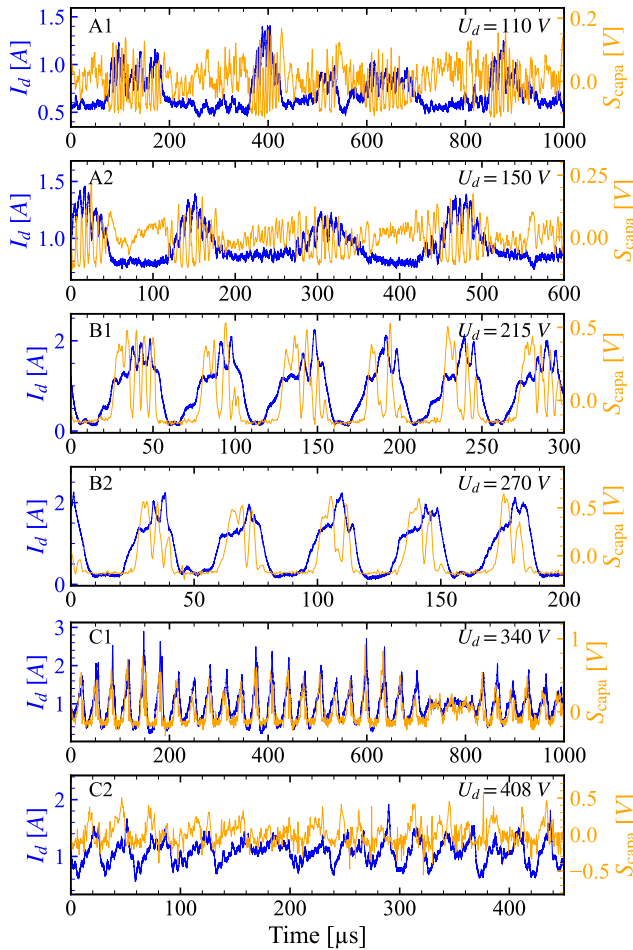 A1
U_d = 110 V
I_d [A]
1.5
1.0
0.5
0.2
0.0
S_capa [V]
0 200 400 600 800 1000
A2
U_d = 150 V
I_d [A]
1.5
1.0
0.25
0.00
S_capa [V]
0 100 200 300 400 500 600
B1
U_d = 215 V
I_d [A]
2
0
0.5
0.0
S_capa [V]
0 50 100 150 200 250 300
B2
U_d = 270 V
I_d [A]
2
0
0.5
0.0
S_capa [V]
50 100 150 200
C1
U_d = 340 V
I_d [A]
3
2
1
1
0
S_capa [V]
0 200 400 600 800 1000
C2
U_d = 408 V
I_d [A]
2
1
0.5
0.0
−0.5
S_capa [V]
0 100 200 300 400
Time [µs]